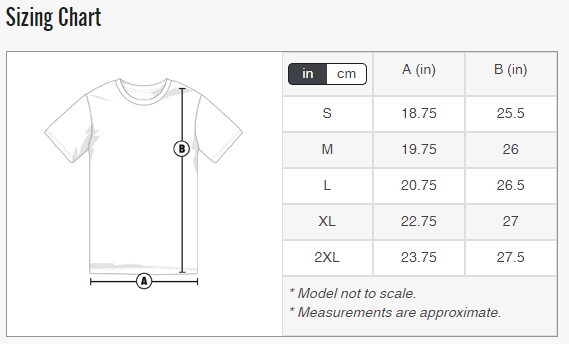 Sizing Chart
in cm A (in) B (in)
S 18.75 25.5
M 19.75 26
L 20.75 26.5
XL 22.75 27
2XL 23.75 27.5
B
A
* Model not to scale.
* Measurements are approximate.